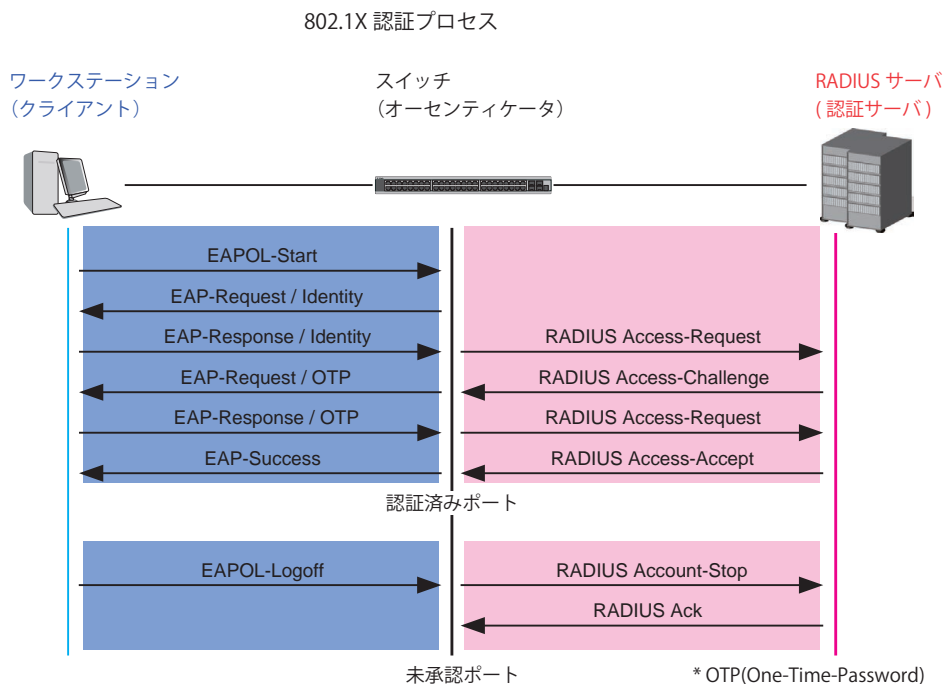 802.1X 認証プロセス
ワークステーション
（クライアント）
スイッチ
（オーセンティケータ）
RADIUS サーバ
( 認証サーバ )
EAPOL-Start
EAP-Request / Identity
EAP-Response / Identity
RADIUS Access-Request
EAP-Request / OTP
RADIUS Access-Challenge
EAP-Response / OTP
RADIUS Access-Request
EAP-Success
RADIUS Access-Accept
認証済みポート
EAPOL-Logoff
RADIUS Account-Stop
RADIUS Ack
未承認ポート
* OTP(One-Time-Password)